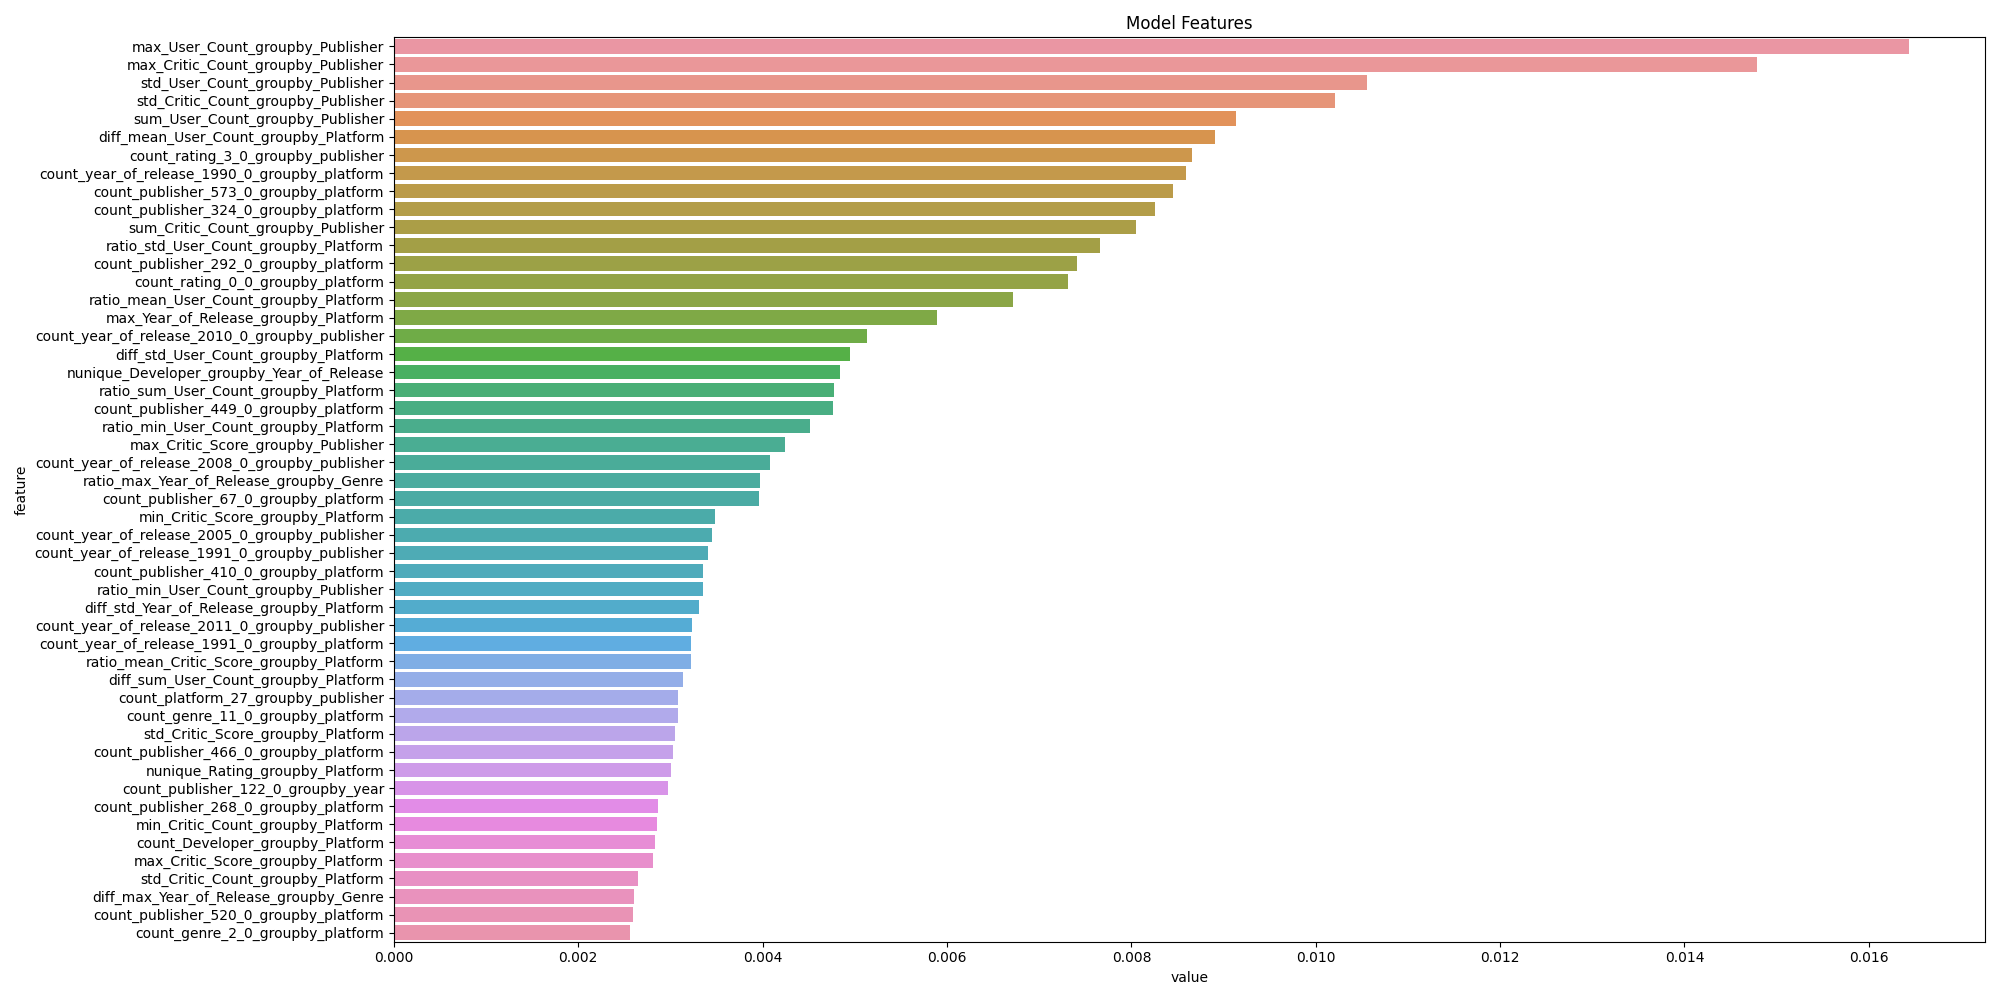 Model Features
feature
max_User_Count_groupby_Publisher
max_Critic_Count_groupby_Publisher
std_User_Count_groupby_Publisher
std_Critic_Count_groupby_Publisher
sum_User_Count_groupby_Publisher
diff_mean_User_Count_groupby_Platform
count_rating_3_0_groupby_publisher
count_year_of_release_1990_0_groupby_platform
count_publisher_573_0_groupby_platform
count_publisher_324_0_groupby_platform
sum_Critic_Count_groupby_Publisher
ratio_std_User_Count_groupby_Platform
count_publisher_292_0_groupby_platform
count_rating_0_0_groupby_platform
ratio_mean_User_Count_groupby_Platform
max_Year_of_Release_groupby_Platform
count_year_of_release_2010_0_groupby_publisher
diff_std_User_Count_groupby_Platform
nunique_Developer_groupby_Year_of_Release
ratio_sum_User_Count_groupby_Platform
count_publisher_449_0_groupby_platform
ratio_min_User_Count_groupby_Platform
max_Critic_Score_groupby_Publisher
count_year_of_release_2008_0_groupby_publisher
ratio_max_Year_of_Release_groupby_Genre
count_publisher_67_0_groupby_platform
min_Critic_Score_groupby_Platform
count_year_of_release_2005_0_groupby_publisher
count_year_of_release_1991_0_groupby_publisher
count_publisher_410_0_groupby_platform
ratio_min_User_Count_groupby_Publisher
diff_std_Year_of_Release_groupby_Platform
count_year_of_release_2011_0_groupby_publisher
count_year_of_release_1991_0_groupby_platform
ratio_mean_Critic_Score_groupby_Platform
diff_sum_User_Count_groupby_Platform
count_platform_27_groupby_publisher
count_genre_11_0_groupby_platform
std_Critic_Score_groupby_Platform
count_publisher_466_0_groupby_platform
nunique_Rating_groupby_Platform
count_publisher_122_0_groupby_year
count_publisher_268_0_groupby_platform
min_Critic_Count_groupby_Platform
count_Developer_groupby_Platform
max_Critic_Score_groupby_Platform
std_Critic_Count_groupby_Platform
diff_max_Year_of_Release_groupby_Genre
count_publisher_520_0_groupby_platform
count_genre_2_0_groupby_platform
0.000 0.002 0.004 0.006 0.008 0.010 0.012 0.014 0.016
value